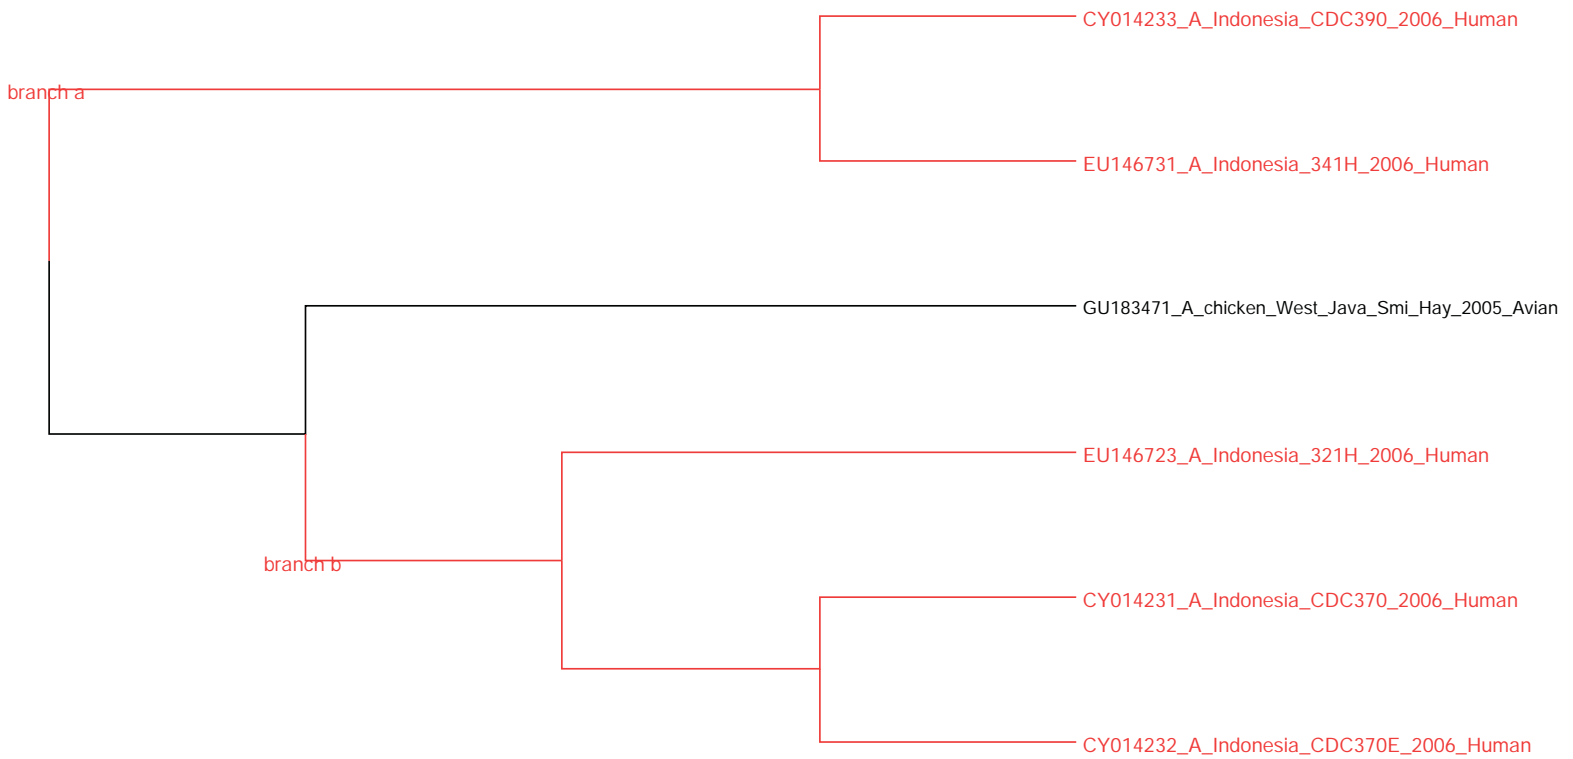 CY014233_A_Indonesia_CDC390_2006_Human
branch a
EU146731_A_Indonesia_341H_2006_Human
GU183471_A_chicken_West_Java_Smi_Hay_2005_Avian
EU146723_A_Indonesia_321H_2006_Human
branch b
CY014231_A_Indonesia_CDC370_2006_Human
CY014232_A_Indonesia_CDC370E_2006_Human